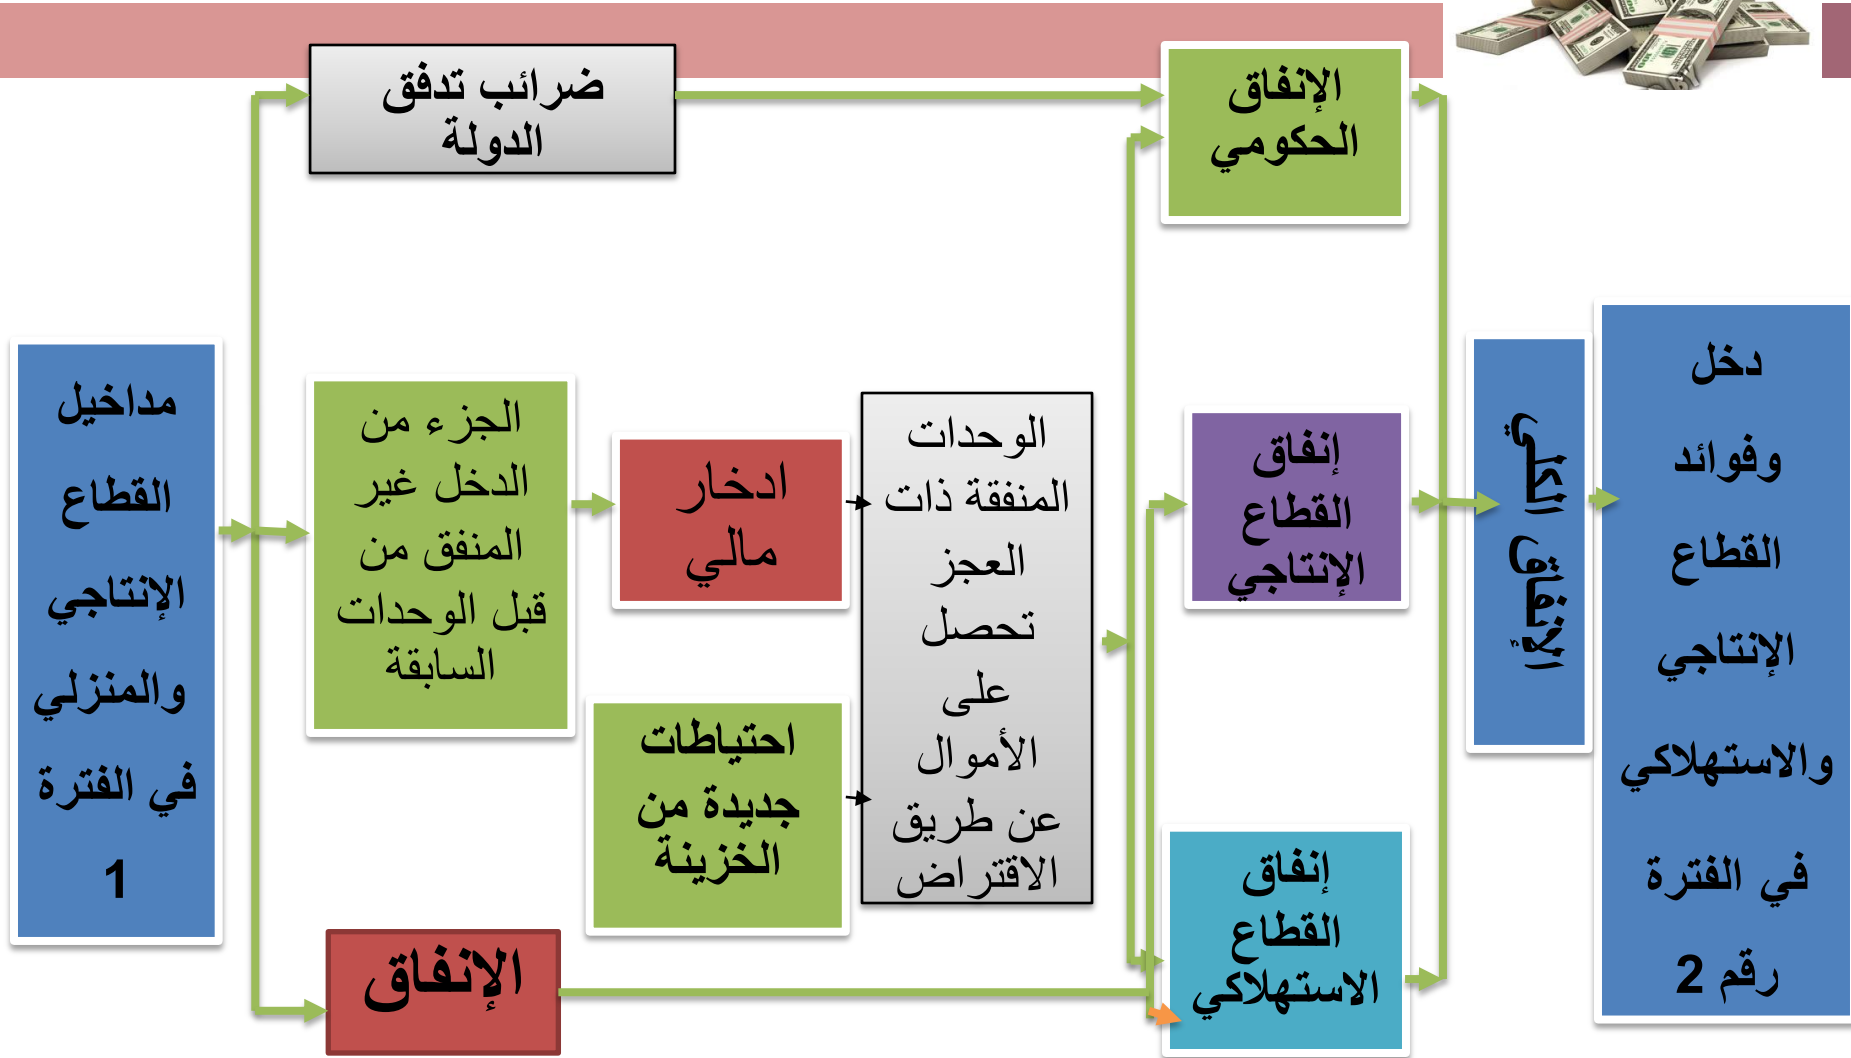 ضرائب تدفق
الدولة
الإنفاق
الحكومي
مداخيل
القطاع
الإنتاجي
والمنزلي
في الفترة
1
الجزء من
الدخل غير
المنفق من
قبل الوحدات
السابقة
ادخار
مالي
احتياطات
جديدة من
الخزينة
الوحدات
المنفقة ذات
العجز
تحصل
على
الأموال
عن طريق
الاقتراض
إنفاق
القطاع
الإنتاجي
الإنفاق
إنفاق
القطاع
الاستهلاكي
الإنفاق الكلي
دخل
وفوائد
القطاع
الإنتاجي
والاستهلاكي
في الفترة
رقم 2